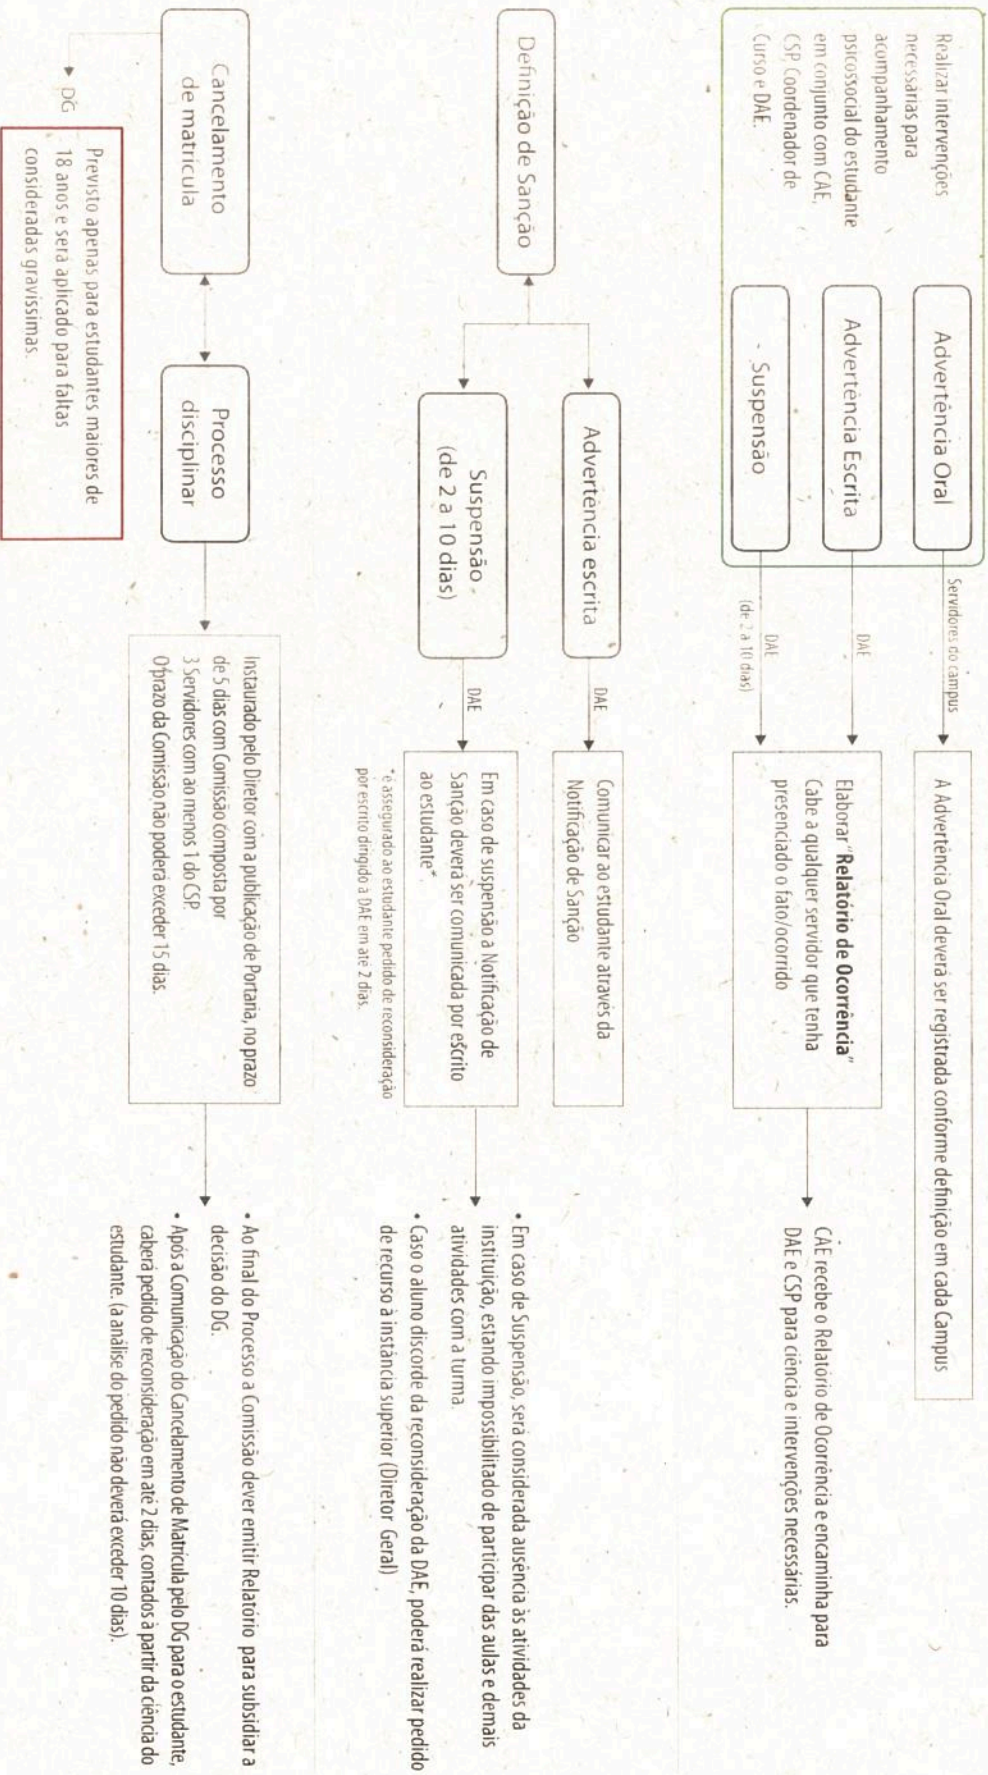 Realizar intervenções
necessárias para
acompanhamento
psicossocial do estudante
em conjunto com CAE,
CSP, Coordenador de
Curso e DAE.
Advertência Oral
Servidores do campus
A Advertência Oral deverá ser registrada conforme definição em cada Campus
Advertência Escrita
DAE
Suspensão
DAE
(de 2 a 10 dias)
Elaborar "Relatório de Ocorrência"
Cabe a qualquer servidor que tenha
presenciado o fato/ocorrido
CAE recebe o Relatório de Ocorrência e encaminha para
DAE e CSP para ciência e intervenções necessárias.
Definição de Sanção
Advertência escrita
DAE
Comunicar ao estudante através da
Notificação de Sanção
Suspensão
(de 2 a 10 dias)
DAE
Em caso de suspensão a Notificação de
Sanção deverá ser comunicada por escrito
ao estudante*
*é assegurado ao estudante pedido de reconsideração
por escrito dirigido à DAE em até 2 dias.
• Em caso de Suspensão, será considerada ausência às atividades da
instituição, estando impossibilitado de participar das aulas e demais
atividades com a turma.
• Caso o aluno discorde da reconsideração da DAE, poderá realizar pedido
de recurso à instância superior (Diretor Geral)
Cancelamento
de matrícula
Processo
disciplinar
Instaurado pelo Diretor com a publicação de Portaria, no prazo
de 5 dias com Comissão composta por
3 Servidores com ao menos 1 do CSP.
O prazo da Comissão não poderá exceder 15 dias.
• Ao final do Processo a Comissão dever emitir Relatório para subsidiar a
decisão do DG.
• Após a Comunicação do Cancelamento de Matrícula pelo DG para o estudante,
caberá pedido de reconsideração em até 2 dias, contados à partir da ciência do
estudante. (a análise do pedido não deverá exceder 10 dias).
DG
Previsto apenas para estudantes maiores de
18 anos e será aplicado para faltas
consideradas gravíssimas.